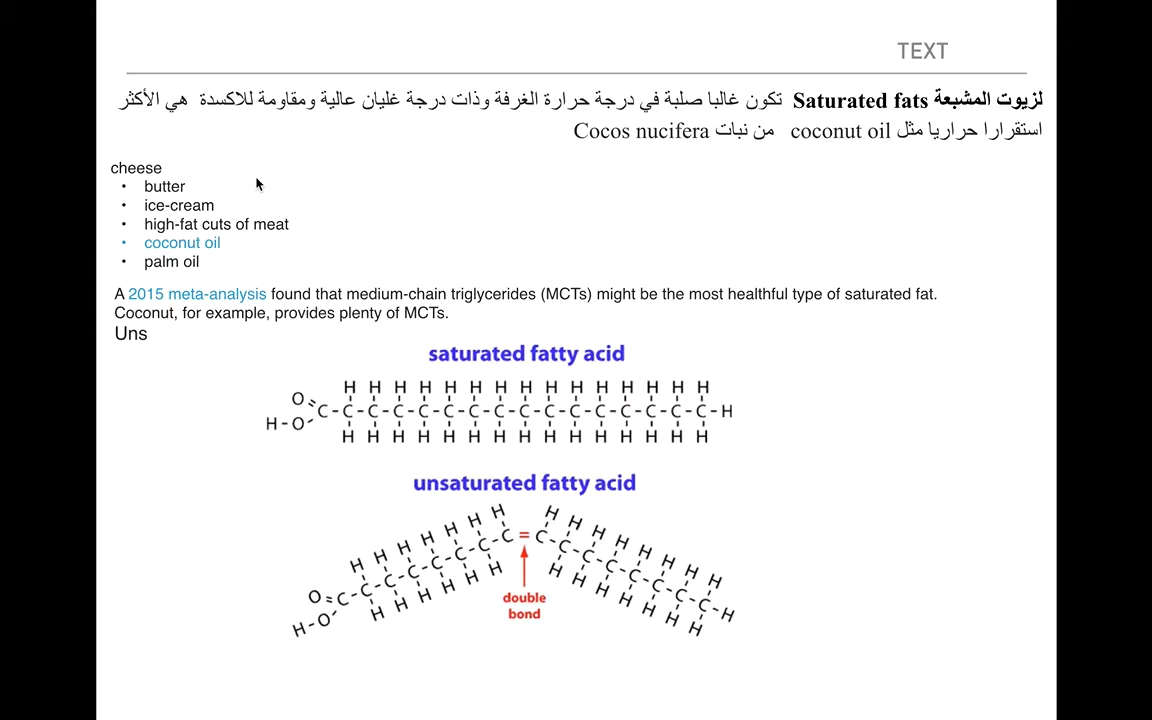 TEXT
لزيوت المشبعة Saturated fats تكون غالبا صلبة في درجة حرارة الغرفة وذات درجة غليان عالية ومقاومة للاكسدة هي الأكثر
استقرارا حراريا مثل coconut oil من نبات Cocos nucifera
cheese
• butter
• ice-cream
• high-fat cuts of meat
• coconut oil
• palm oil
A 2015 meta-analysis found that medium-chain triglycerides (MCTs) might be the most healthful type of saturated fat.
Coconut, for example, provides plenty of MCTs.
Uns
saturated fatty acid
H H H H H H H H H H H H H H H
O
C-C-C-C-C-C-C-C-C-C-C-C-C-C-C-C-H
H-O
H H H H H H H H H H H H H H H
unsaturated fatty acid
H H H H H H H H H H H H H H H
O=C-C-C-C-C-C-C-C=C-C-C-C-C-C-C-C-H
H-O
H H H H H H H H H H H H H
double
bond